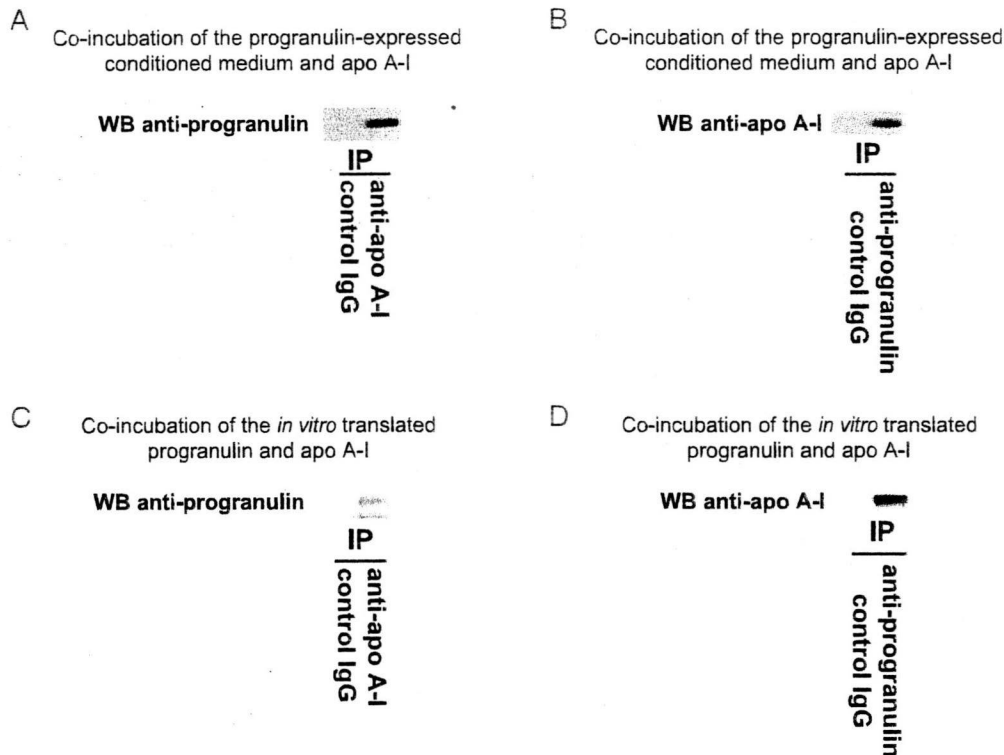 A
Co-incubation of the progranulin-expressed
conditioned medium and apo A-I
WB anti-progranulin
IP
control IgG
anti-apo A-I
B
Co-incubation of the progranulin-expressed
conditioned medium and apo A-I
WB anti-apo A-I
IP
control IgG
anti-progranulin
C
Co-incubation of the in vitro translated
progranulin and apo A-I
WB anti-progranulin
IP
control IgG
anti-apo A-I
D
Co-incubation of the in vitro translated
progranulin and apo A-I
WB anti-apo A-I
IP
control IgG
anti-progranulin